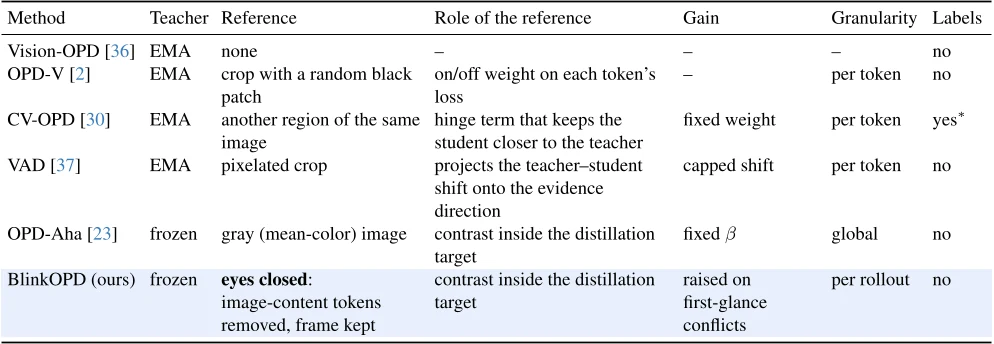 Method Teacher Reference Role of the reference Gain Granularity Labels
Vision-OPD [36] EMA none – – – no
OPD-V [2] EMA crop with a random black on/off weight on each token's – per token no
patch loss
CV-OPD [30] EMA another region of the same hinge term that keeps the fixed weight per token yes*
image student closer to the teacher
VAD [37] EMA pixelated crop projects the teacher–student capped shift per token no
shift onto the evidence
direction
OPD-Aha [23] frozen gray (mean-color) image contrast inside the distillation fixed β global no
target
BlinkOPD (ours) frozen eyes closed: contrast inside the distillation raised on per rollout no
image-content tokens target first-glance
removed, frame kept conflicts